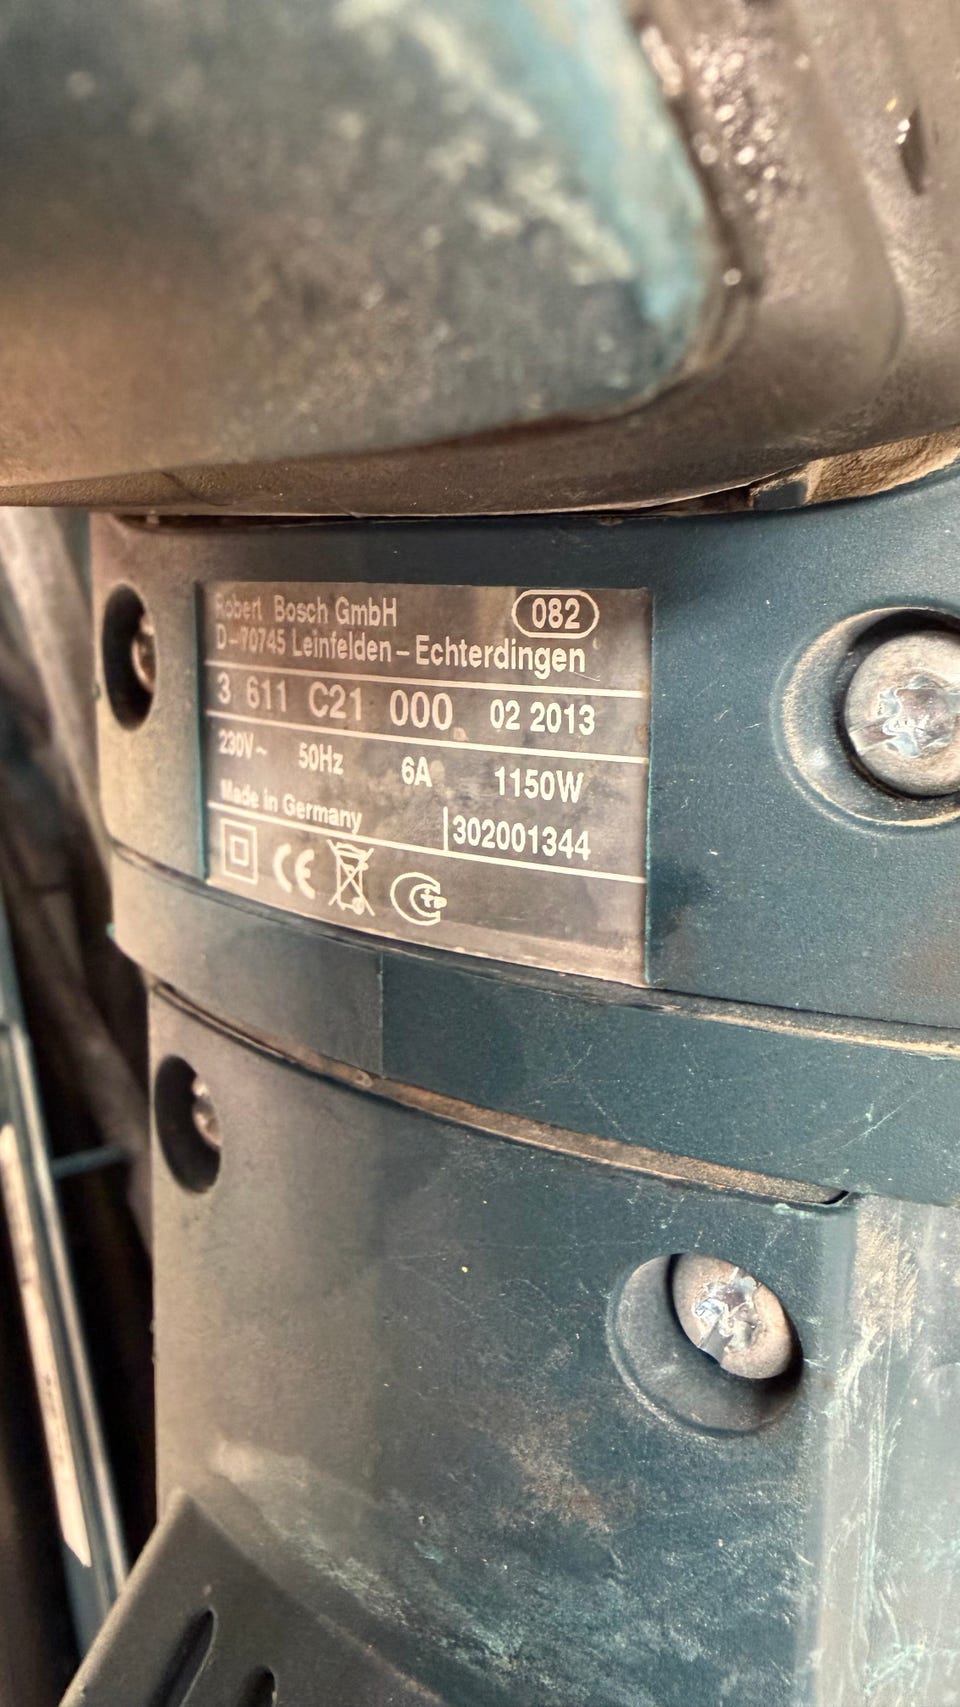 Robert Bosch GmbH 082
D-70745 Leinfelden – Echterdingen
3 611 C21 000 02 2013
230V~ 50Hz 6A 1150W
Made in Germany 302001344
CE